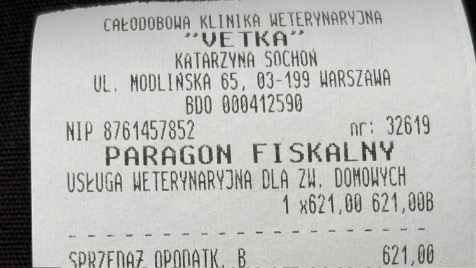 CAŁODOBOWA KLINIKA WETERYNARYJNA
"VETKA"
KATARZYNA SOCHOŃ
UL. MODLIŃSKA 65, 03-199 WARSZAWA
BDO 000412590
NIP 8761457852 nr: 32619
PARAGON FISKALNY
USŁUGA WETERYNARYJNA DLA ZW. DOMOWYCH
1 x621,00 621,00B
SPRZEDAŻ OPODATK. B 621,00